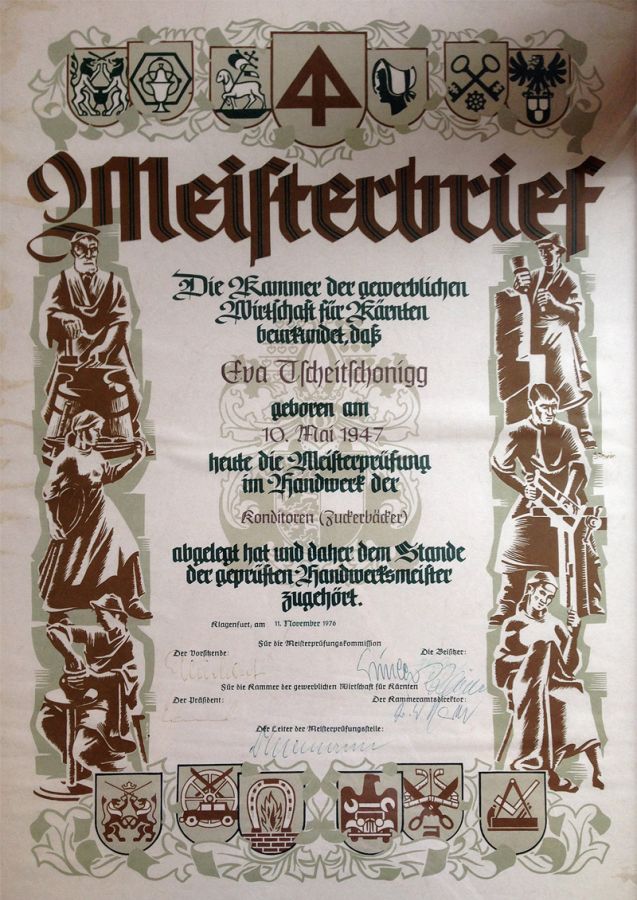 Meisterbrief
Die Kammer der gewerblichen
Wirtschaft für Kärnten
beurkundet, daß
Eva Tscheitschonigg
geboren am
10. Mai 1947
heute die Meisterprüfung
im Handwerk der
Konditoren (Zuckerbäcker)
abgelegt hat und daher dem Stande
der geprüften Handwerksmeister
zugehört.
Klagenfurt, am 11. November 1976
Für die Meisterprüfungskommission
Der Vorsitzende: Die Beisitzer:
Für die Kammer der gewerblichen Wirtschaft für Kärnten
Der Präsident: Der Kammeramtsdirektor:
Der Leiter der Meisterprüfungsstelle: